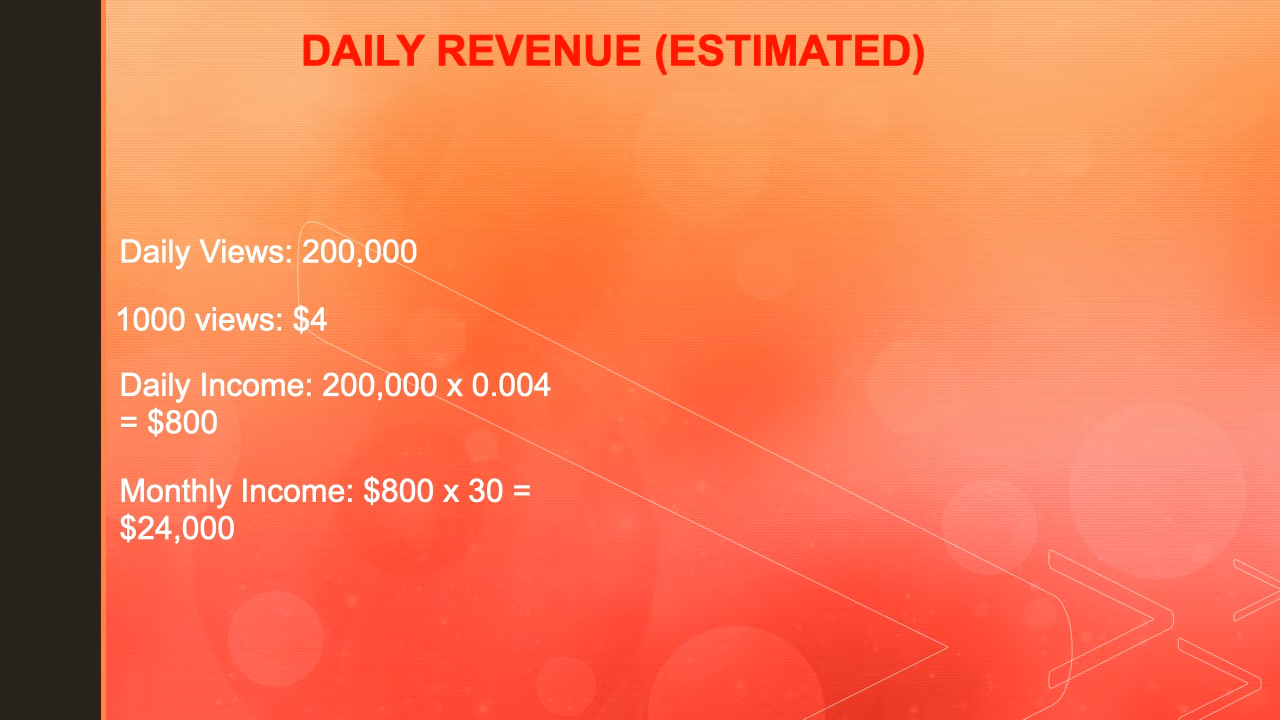 DAILY REVENUE (ESTIMATED)
Daily Views: 200,000
1000 views: $4
Daily Income: 200,000 x 0.004
= $800
Monthly Income: $800 x 30 =
$24,000